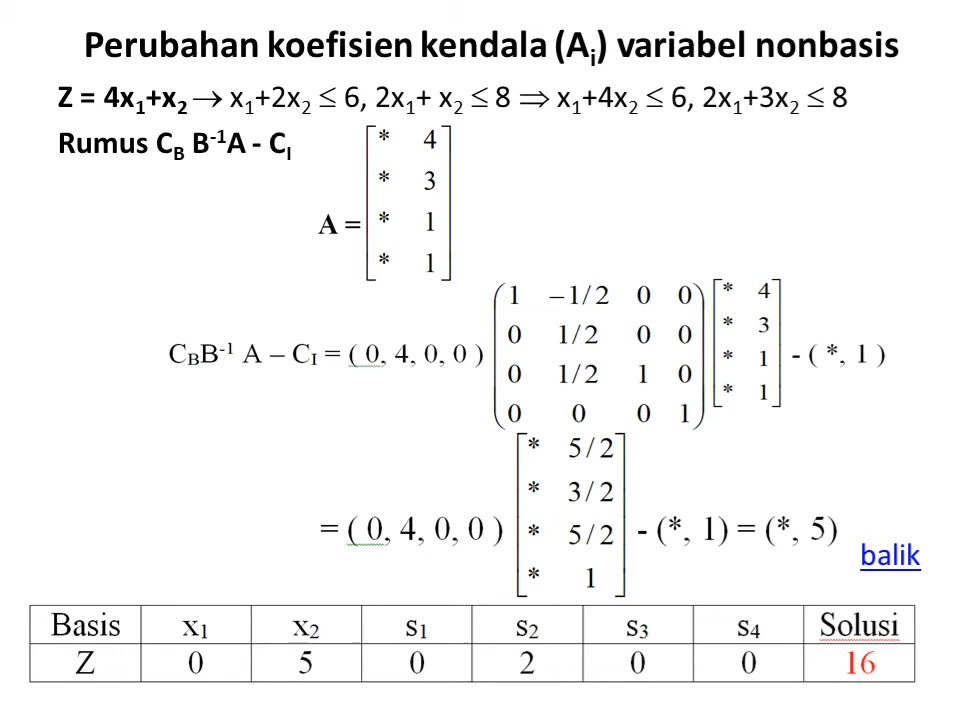 Perubahan koefisien kendala (Ai) variabel nonbasis
Z = 4x1+x2 → x1+2x2 ≤ 6, 2x1+ x2 ≤ 8 ⇒ x1+4x2 ≤ 6, 2x1+3x2 ≤ 8
Rumus CB B-1A - CI
A =
* 4
* 3
* 1
* 1
CBB-1 A – CI = ( 0, 4, 0, 0 )
1 –1/2 0 0
0 1/2 0 0
0 1/2 1 0
0 0 0 1
* 4
* 3
* 1
* 1
- ( *, 1 )
= ( 0, 4, 0, 0 )
* 5/2
* 3/2
* 5/2
* 1
- (*, 1) = (*, 5)
balik
Basis x1 x2 s1 s2 s3 s4 Solusi
Z 0 5 0 2 0 0 16